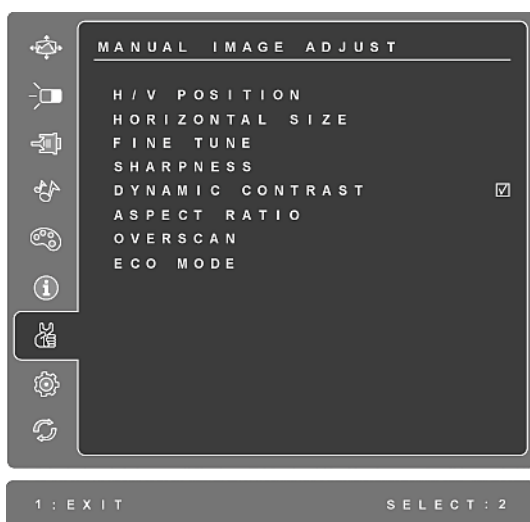 MANUAL IMAGE ADJUST
H/V POSITION
HORIZONTAL SIZE
FINE TUNE
SHARPNESS
DYNAMIC CONTRAST
ASPECT RATIO
OVERSCAN
ECO MODE
1:EXIT SELECT:2